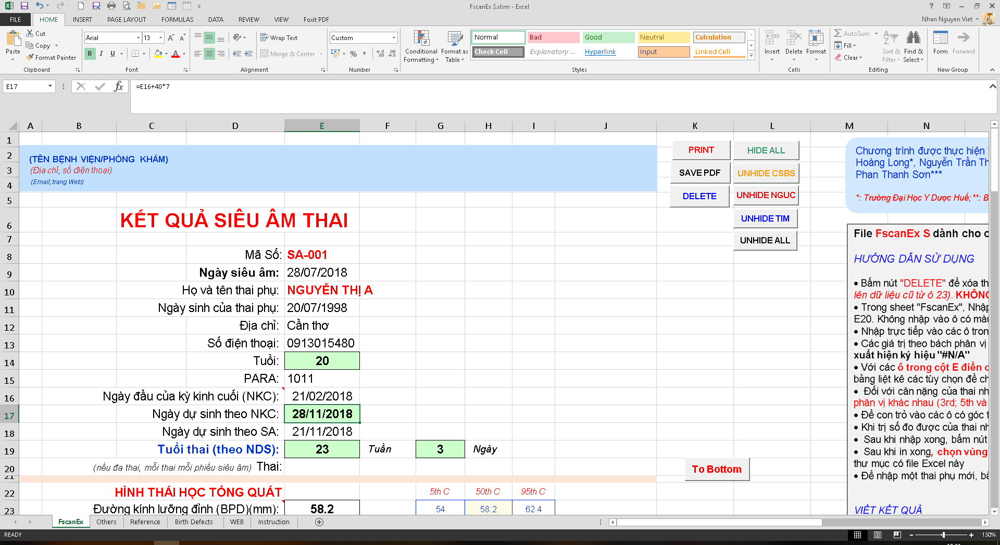 FscanEx S.xlsm - Excel
FILE HOME INSERT PAGE LAYOUT FORMULAS DATA REVIEW VIEW Foxit PDF
Nhan Nguyen Viet
Paste
Cut
Copy
Format Painter
Clipboard
Arial 13
B I U
Font
Wrap Text
Merge & Center
Alignment
Custom
%
Number
Conditional Formatting
Format as Table
Normal Bad Good Neutral Calculation
Check Cell Explanatory ... Hyperlink Input Linked Cell
Styles
Insert Delete Format
Cells
AutoSum
Fill
Clear
Sort & Filter
Find & Select
Editing
Form Forward
New Group
E17
fx
=E16+40*7
A B C D E F G H I J K L M N
1
2 (TÊN BỆNH VIỆN/PHÒNG KHÁM)
3 (Địa chỉ, số điện thoại)
4 (Email;trang Web)
5
6 KẾT QUẢ SIÊU ÂM THAI
7
8 Mã Số: SA-001
9 Ngày siêu âm: 28/07/2018
10 Họ và tên thai phụ: NGUYỄN THỊ A
11 Ngày sinh của thai phụ: 20/07/1998
12 Địa chỉ: Cần thơ
13 Số điện thoại: 0913015480
14 Tuổi: 20
15 PARA: 1011
16 Ngày đầu của kỳ kinh cuối (NKC): 21/02/2018
17 Ngày dự sinh theo NKC: 28/11/2018
18 Ngày dự sinh theo SA: 21/11/2018
19 Tuổi thai (theo NDS): 23 Tuần 3 Ngày
20 (nếu đa thai, mỗi thai mỗi phiếu siêu âm) Thai:
21
22 HÌNH THÁI HỌC TỔNG QUÁT 5th C 50th C 95th C
23 Đường kính lưỡng đỉnh (BPD)(mm): 58.2 54 58.2 62.4
PRINT HIDE ALL
SAVE PDF UNHIDE CSBS
DELETE UNHIDE NGUC
UNHIDE TIM
UNHIDE ALL
To Bottom
Chương trình được thực hiện
Hoàng Long*, Nguyễn Trần Th
Phan Thanh Sơn***
*: Trường Đại Học Y Dược Huế; **: B
File FscanEx S dành cho c
HƯỚNG DẪN SỬ DỤNG
• Bấm nút "DELETE" để xóa th
lên dữ liệu cũ từ ô 23). KHÔNG
• Trong sheet "FscanEx", Nhập
E20. Không nhập vào ô có màu
• Nhập trực tiếp vào các ô tron
• Các giá trị theo bách phân vị
xuất hiện ký hiệu "#N/A"
• Với các ô trong cột E điền c
bảng liệt kê các tùy chọn để ch
• Đối với cân nặng của thai nh
phân vị khác nhau (3rd; 5th và
• Để con trỏ vào các ô có góc t
• Khi trị số đo được của thai nh
• Sau khi nhập xong, bấm nút
• Sau khi in xong, chọn vùng
thư mục có file Excel này
• Để nhập một thai phụ mới, bấ
VIẾT KẾT QUẢ
FscanEx Others Reference Birth Defects WEB Instruction
READY
130%